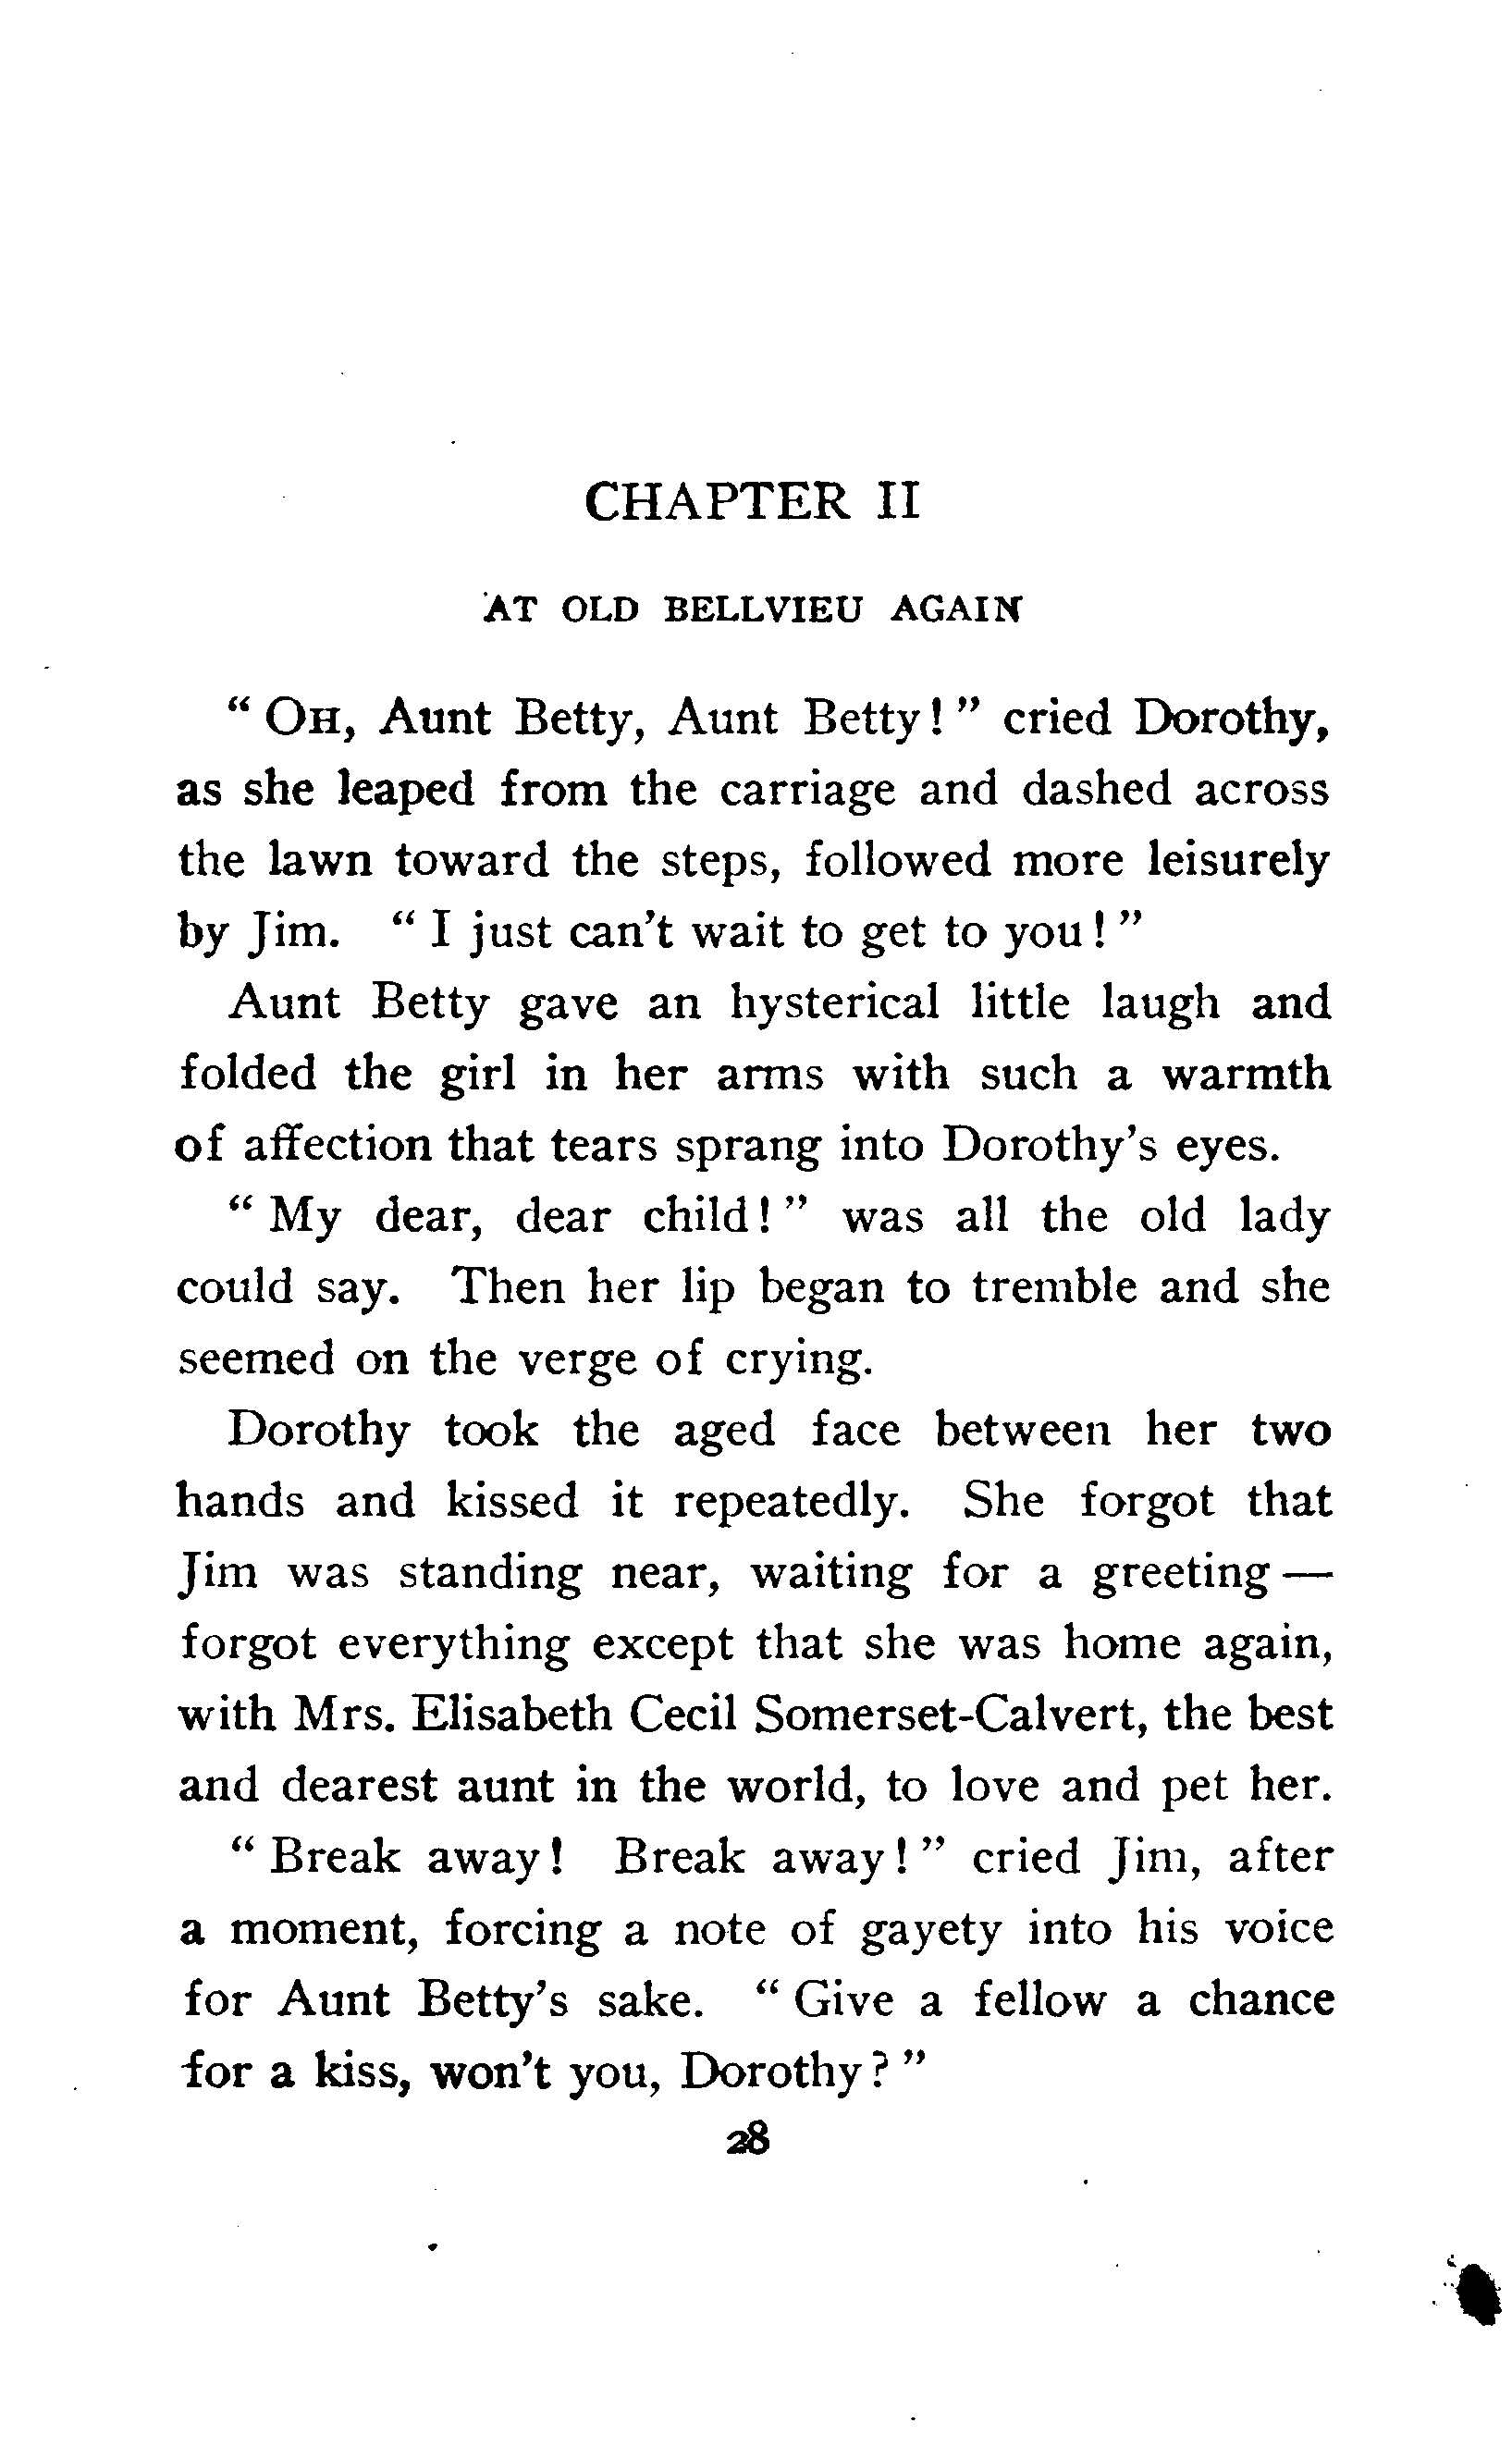 CHAPTER II
AT OLD BELLVIEU AGAIN
" OH, Aunt Betty, Aunt Betty! " cried Dorothy,
as she leaped from the carriage and dashed across
the lawn toward the steps, followed more leisurely
by Jim. " I just can't wait to get to you! "
Aunt Betty gave an hysterical little laugh and
folded the girl in her arms with such a warmth
of affection that tears sprang into Dorothy's eyes.
" My dear, dear child! " was all the old lady
could say. Then her lip began to tremble and she
seemed on the verge of crying.
Dorothy took the aged face between her two
hands and kissed it repeatedly. She forgot that
Jim was standing near, waiting for a greeting —
forgot everything except that she was home again,
with Mrs. Elisabeth Cecil Somerset-Calvert, the best
and dearest aunt in the world, to love and pet her.
" Break away! Break away! " cried Jim, after
a moment, forcing a note of gayety into his voice
for Aunt Betty's sake. " Give a fellow a chance
for a kiss, won't you, Dorothy? "
28